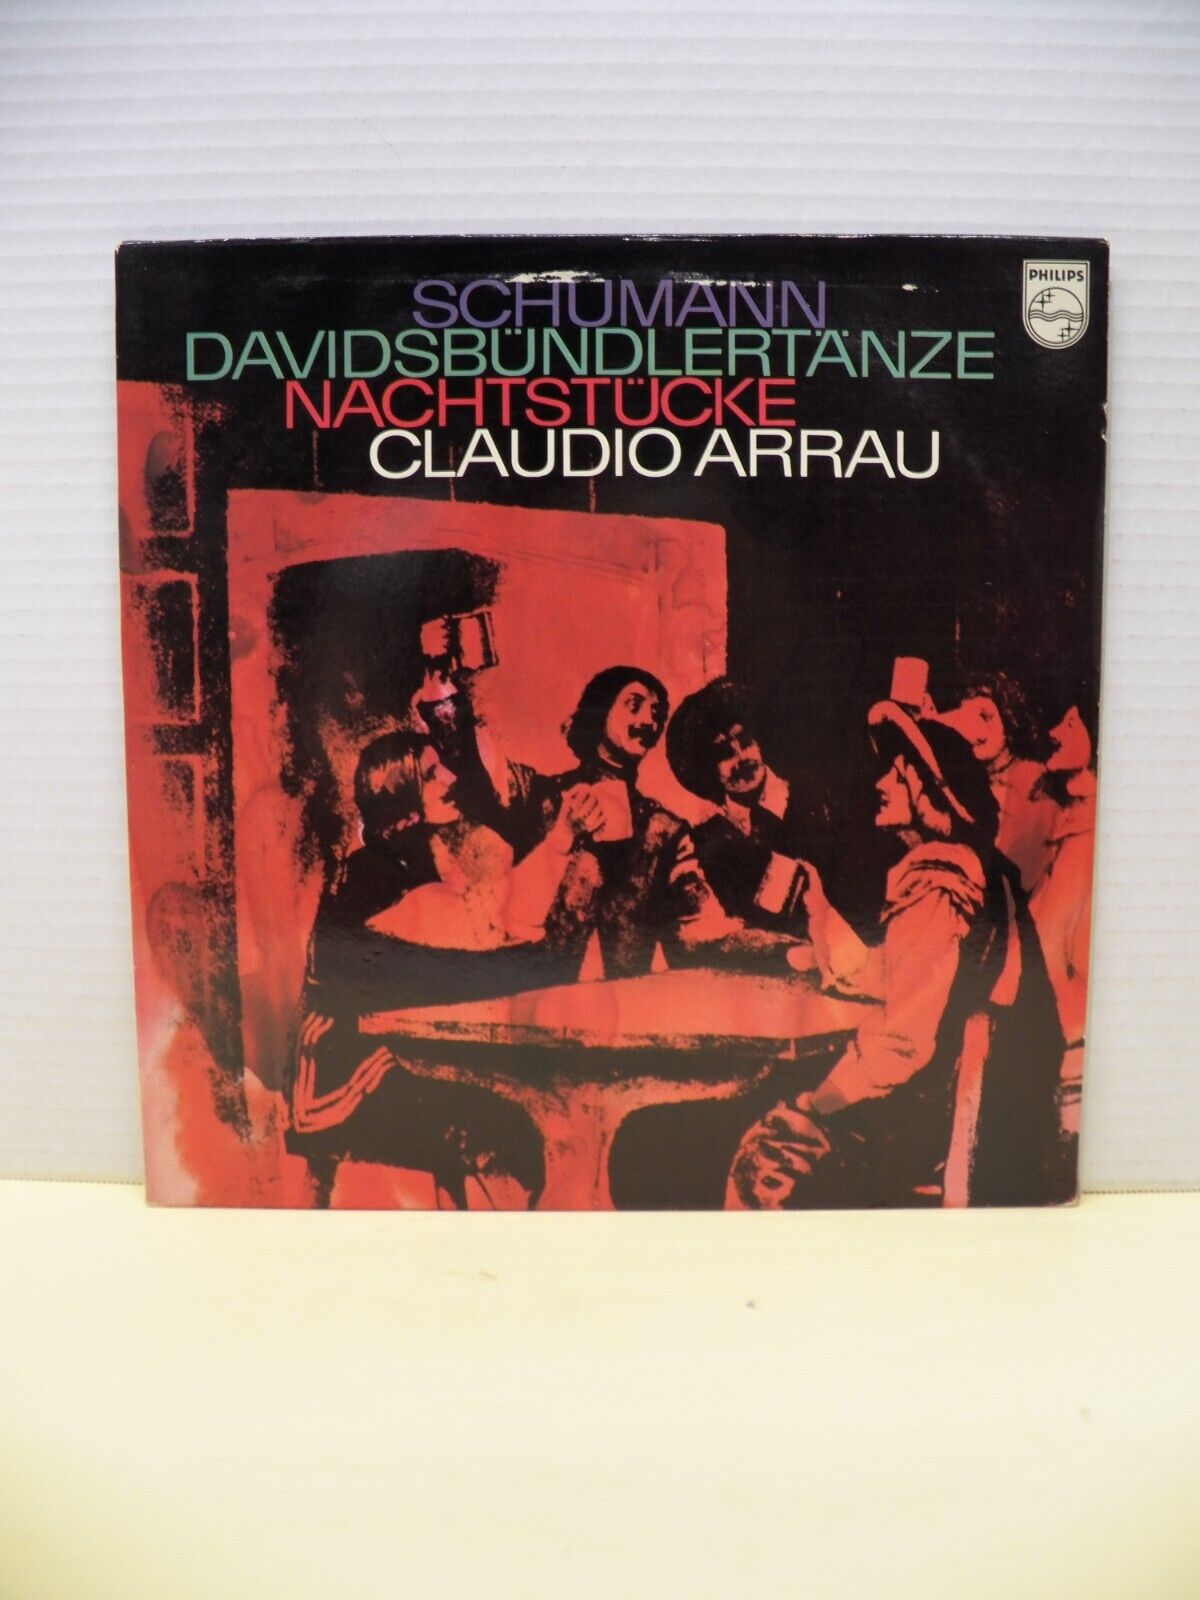 PHILIPS
SCHUMANN
DAVIDSBÜNDLERTÄNZE
NACHTSTÜCKE
CLAUDIO ARRAU